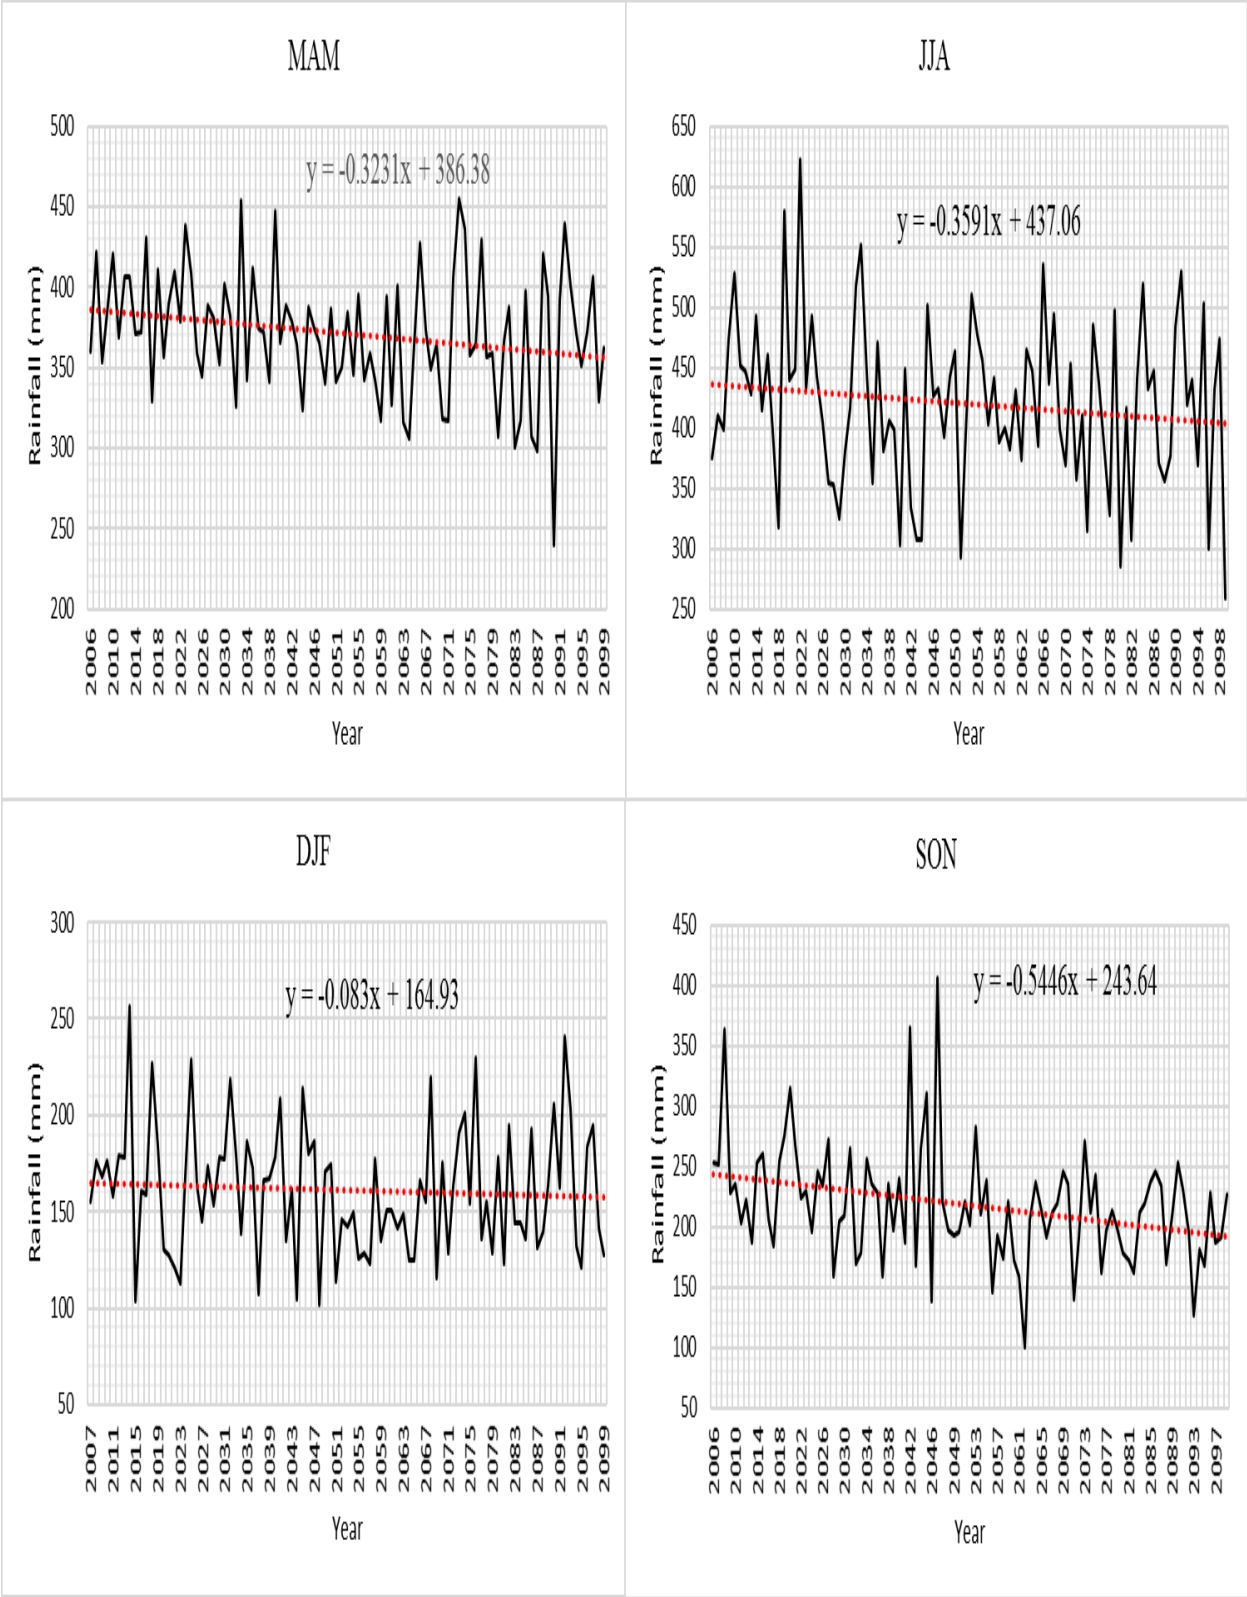 MAM
500
450
400
350
300
250
200
y = -0.3231x + 386.38
Rainfall (mm)
2006 2010 2014 2018 2022 2026 2030 2034 2038 2042 2046 2051 2055 2059 2063 2067 2071 2075 2079 2083 2087 2091 2095 2099
Year
JJA
650
600
550
500
450
400
350
300
250
y = -0.3591x + 437.06
Rainfall (mm)
2006 2010 2014 2018 2022 2026 2030 2034 2038 2042 2046 2050 2054 2058 2062 2066 2070 2074 2078 2082 2086 2090 2094 2098
Year
DJF
300
250
200
150
100
50
y = -0.083x + 164.93
Rainfall (mm)
2007 2011 2015 2019 2023 2027 2031 2035 2039 2043 2047 2051 2055 2059 2063 2067 2071 2075 2079 2083 2087 2091 2095 2099
Year
SON
450
400
350
300
250
200
150
100
50
y = -0.5446x + 243.64
Rainfall (mm)
2006 2010 2014 2018 2022 2026 2030 2034 2038 2042 2046 2049 2053 2057 2061 2065 2069 2073 2077 2081 2085 2089 2093 2097
Year